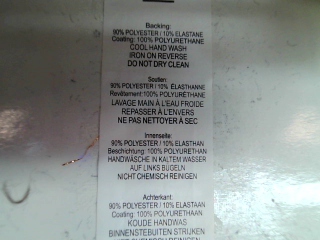 Backing:
90% POLYESTER / 10% ELASTANE
Coating: 100% POLYURETHANE
COOL HAND WASH
IRON ON REVERSE
DO NOT DRY CLEAN
Soutien:
90% POLYESTER / 10% ÉLASTHANNE
Revêtement:100% POLYURÉTHANE
LAVAGE MAIN À L'EAU FROIDE
REPASSER À L'ENVERS
NE PAS NETTOYER À SEC
Innenseite:
90% POLYESTER / 10% ELASTHAN
Beschichtung: 100% POLYURETHAN
HANDWÄSCHE IN KALTEM WASSER
AUF LINKS BÜGELN
NICHT CHEMISCH REINIGEN
Achterkant:
90% POLYESTER / 10% ELASTAAN
Coating: 100% POLYURETHAAN
KOUDE HANDWAS
BINNENSTEBUITEN STRIJKEN
NIET CHEMISCH REINIGEN